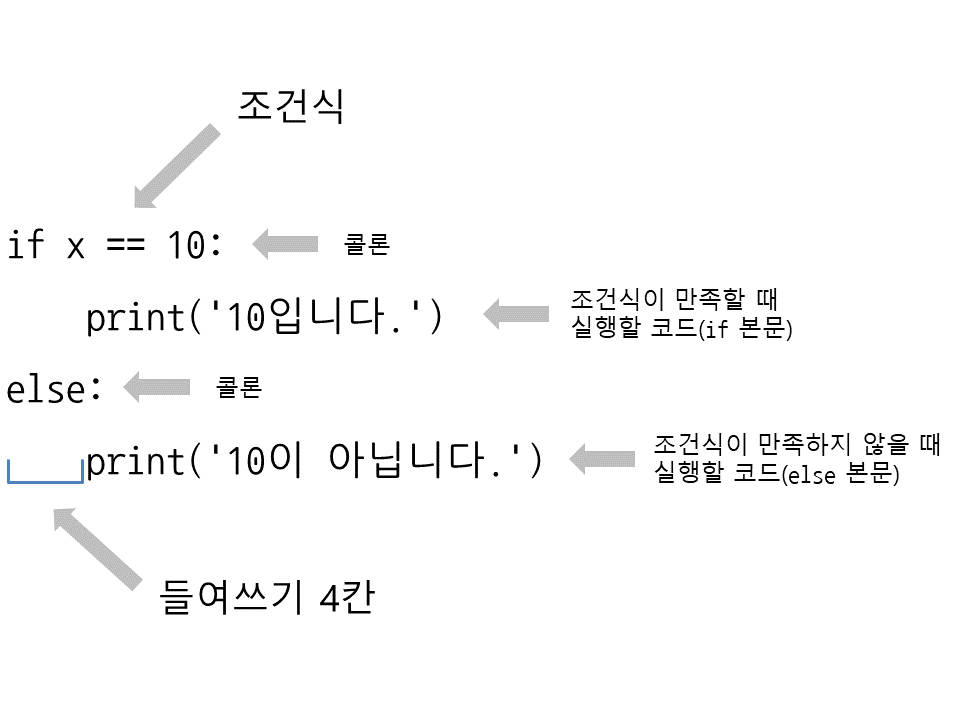 조건식
if x == 10:
콜론
print('10입니다.')
조건식이 만족할 때
실행할 코드(if 본문)
else:
콜론
print('10이 아닙니다.')
조건식이 만족하지 않을 때
실행할 코드(else 본문)
들여쓰기 4칸